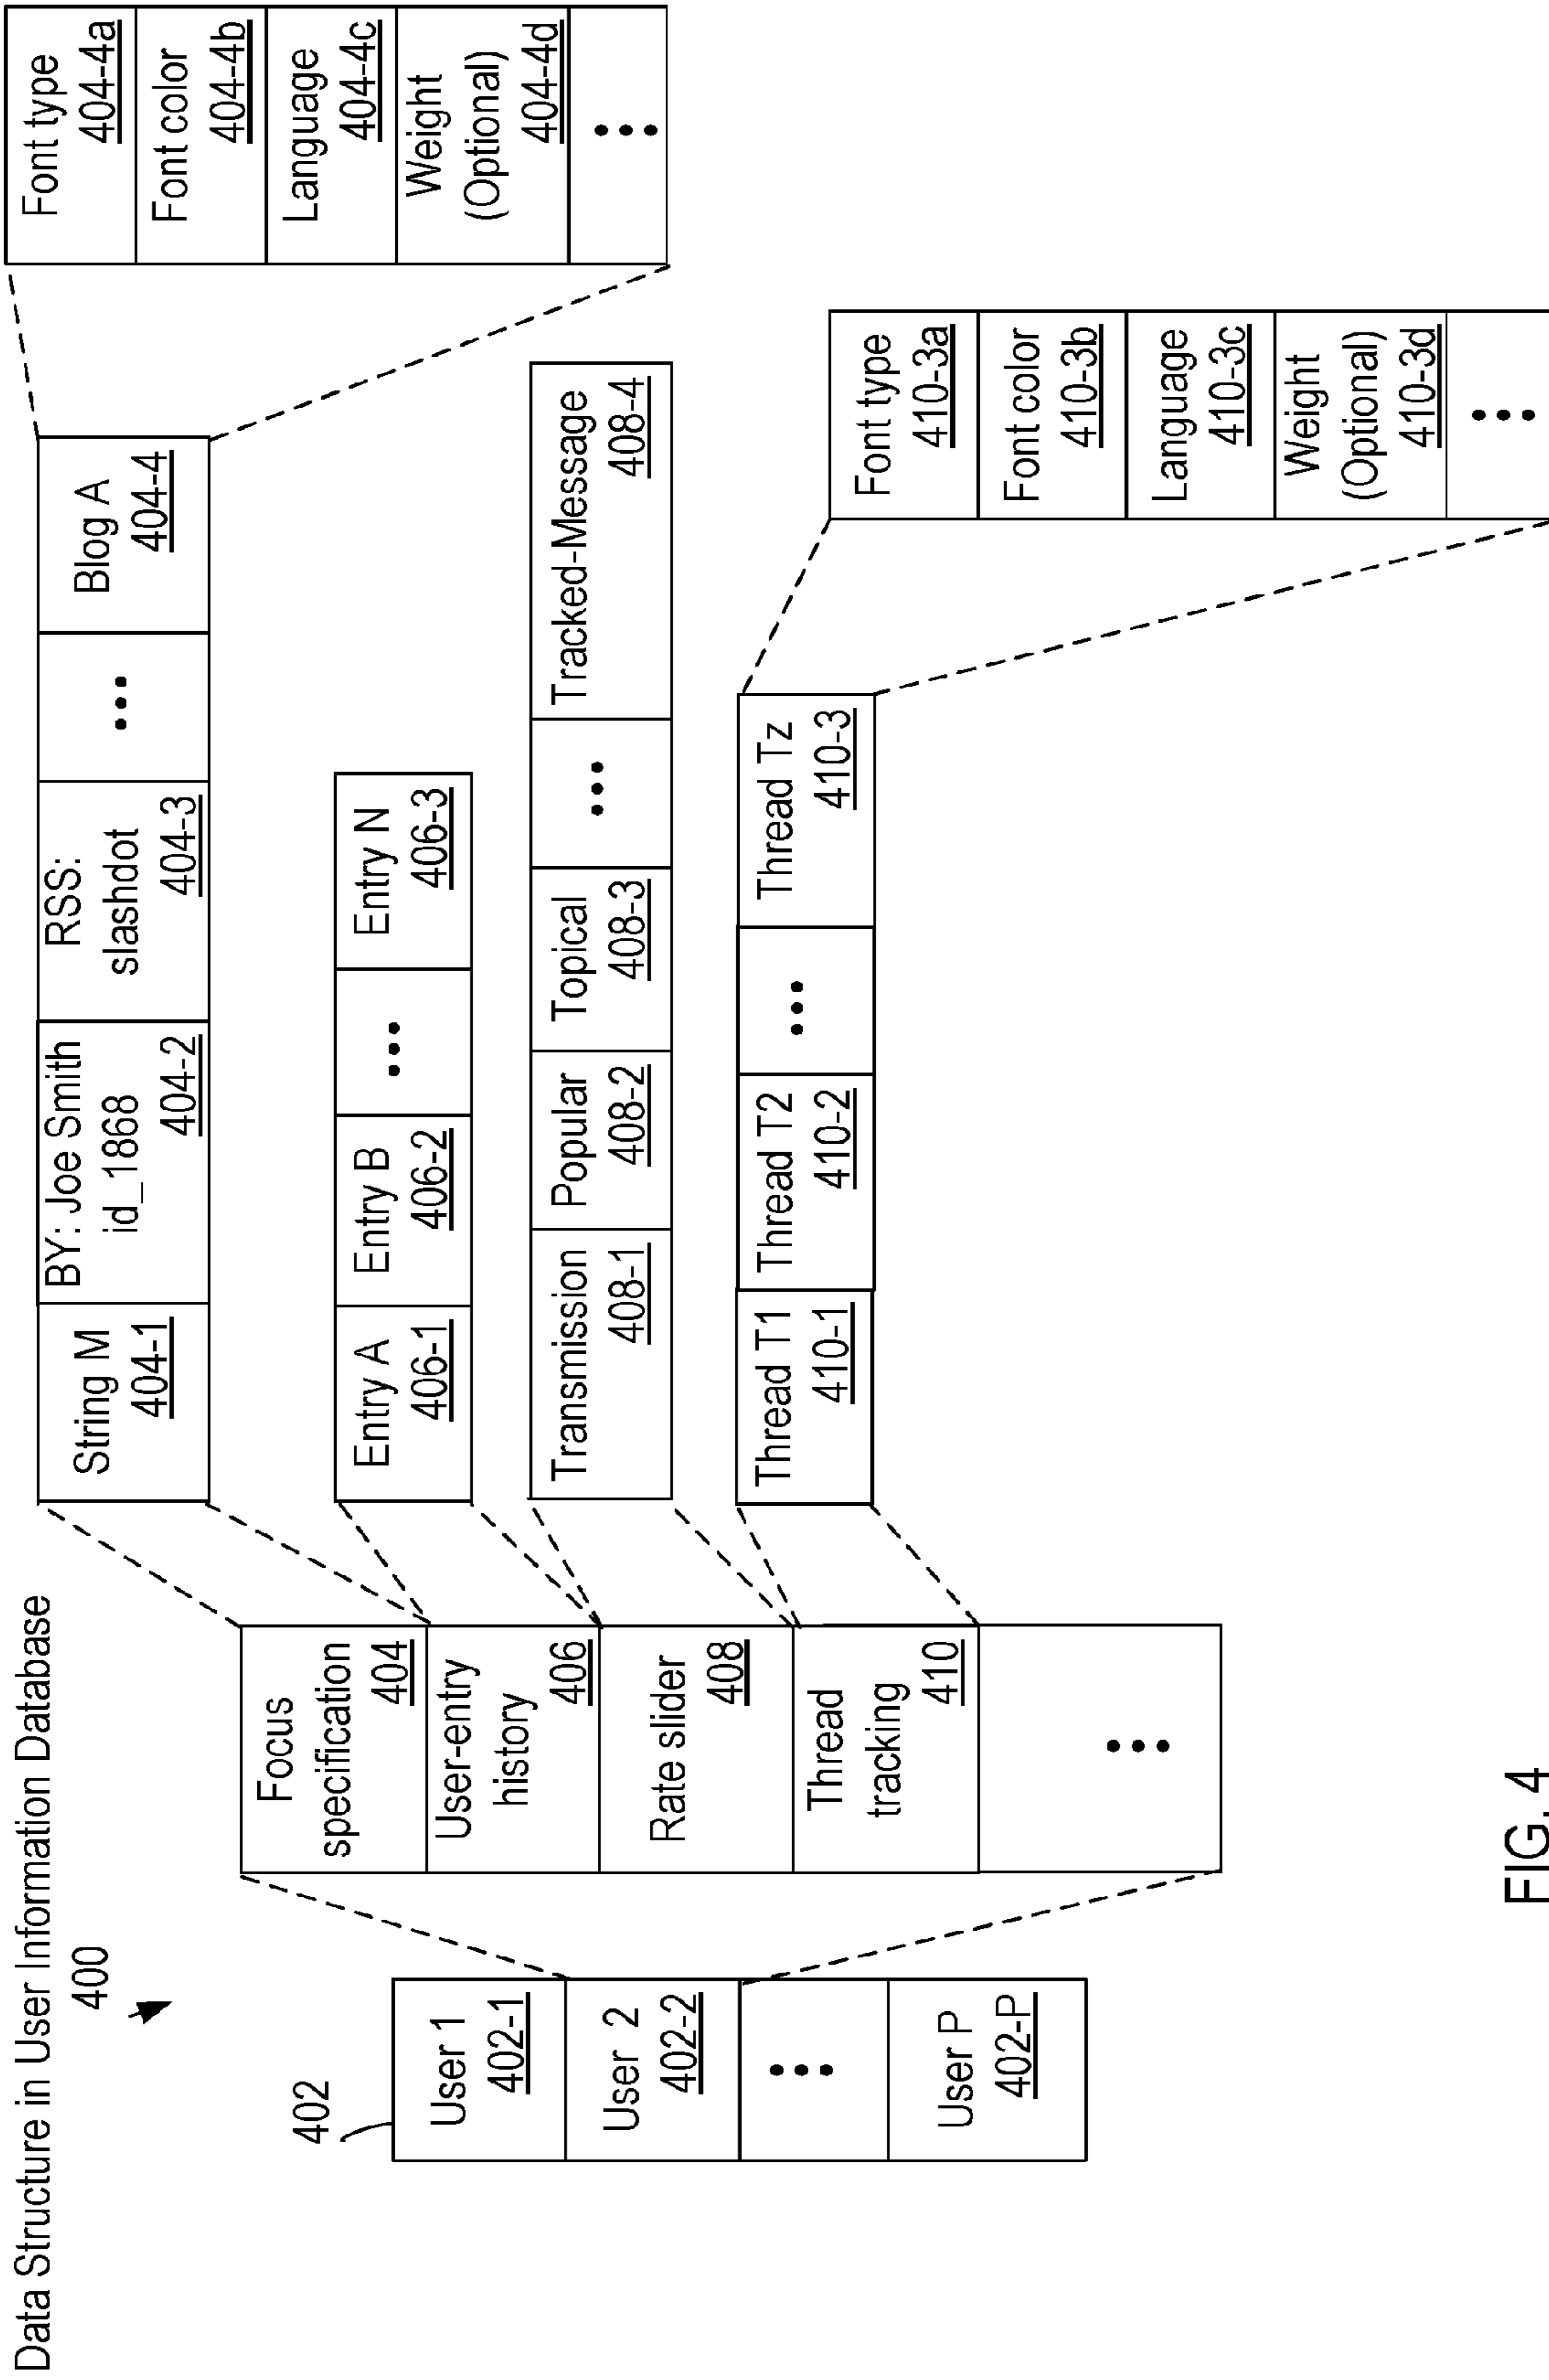 Data Structure in User Information Database
400
402
User 1
402-1
User 2
402-2
•••
User P
402-P
Focus
specification
404
User-entry
history
406
Rate slider
408
Thread
tracking
410
•••
String M
404-1
BY: Joe Smith
id_1868
404-2
RSS:
slashdot
404-3
•••
Blog A
404-4
Font type
404-4a
Font color
404-4b
Language
404-4c
Weight
(Optional)
404-4d
•••
Entry A
406-1
Entry B
406-2
•••
Entry N
406-3
Transmission
408-1
Popular
408-2
Topical
408-3
•••
Tracked-Message
408-4
Thread T1
410-1
Thread T2
410-2
•••
Thread Tz
410-3
Font type
410-3a
Font color
410-3b
Language
410-3c
Weight
(Optional)
410-3d
•••
FIG. 4